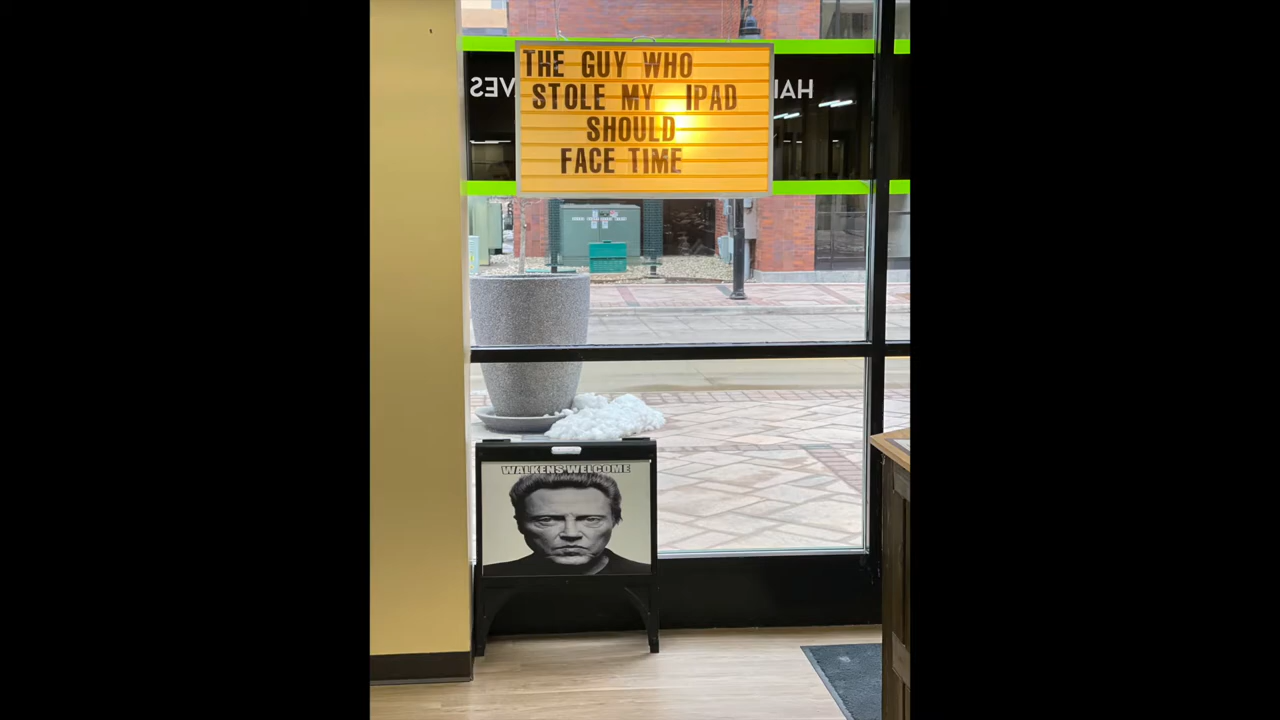 THE GUY WHO
STOLE MY IPAD
SHOULD
FACE TIME
WALKENS WELCOME